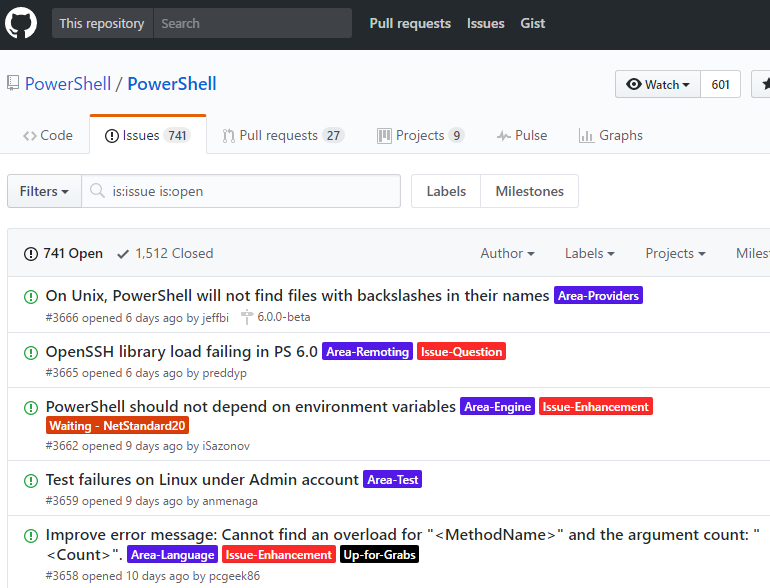 This repository Search Pull requests Issues Gist
PowerShell / PowerShell Watch 601
Code Issues 741 Pull requests 27 Projects 9 Pulse Graphs
Filters is:issue is:open Labels Milestones
741 Open 1,512 Closed Author Labels Projects Miles
On Unix, PowerShell will not find files with backslashes in their names Area-Providers
#3666 opened 6 days ago by jeffbi 6.0.0-beta
OpenSSH library load failing in PS 6.0 Area-Remoting Issue-Question
#3665 opened 6 days ago by preddyp
PowerShell should not depend on environment variables Area-Engine Issue-Enhancement
Waiting - NetStandard20
#3662 opened 9 days ago by iSazonov
Test failures on Linux under Admin account Area-Test
#3659 opened 9 days ago by anmenaga
Improve error message: Cannot find an overload for "<MethodName>" and the argument count: "
<Count>". Area-Language Issue-Enhancement Up-for-Grabs
#3658 opened 10 days ago by pcgeek86